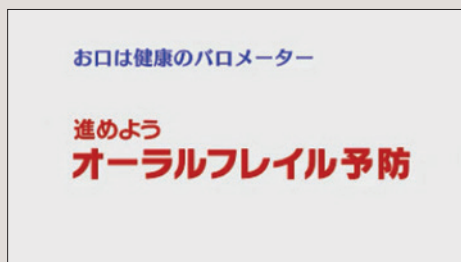 お口は健康のバロメーター
進めよう
オーラルフレイル予防